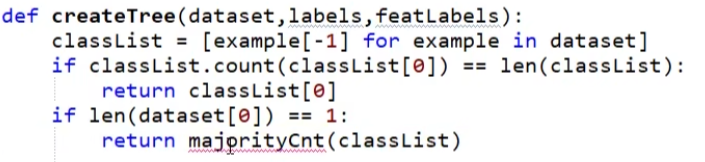 def createTree(dataset,labels,featLabels):
    classList = [example[-1] for example in dataset]
    if classList.count(classList[0]) == len(classList):
        return classList[0]
    if len(dataset[0]) == 1:
        return majorityCnt(classList)